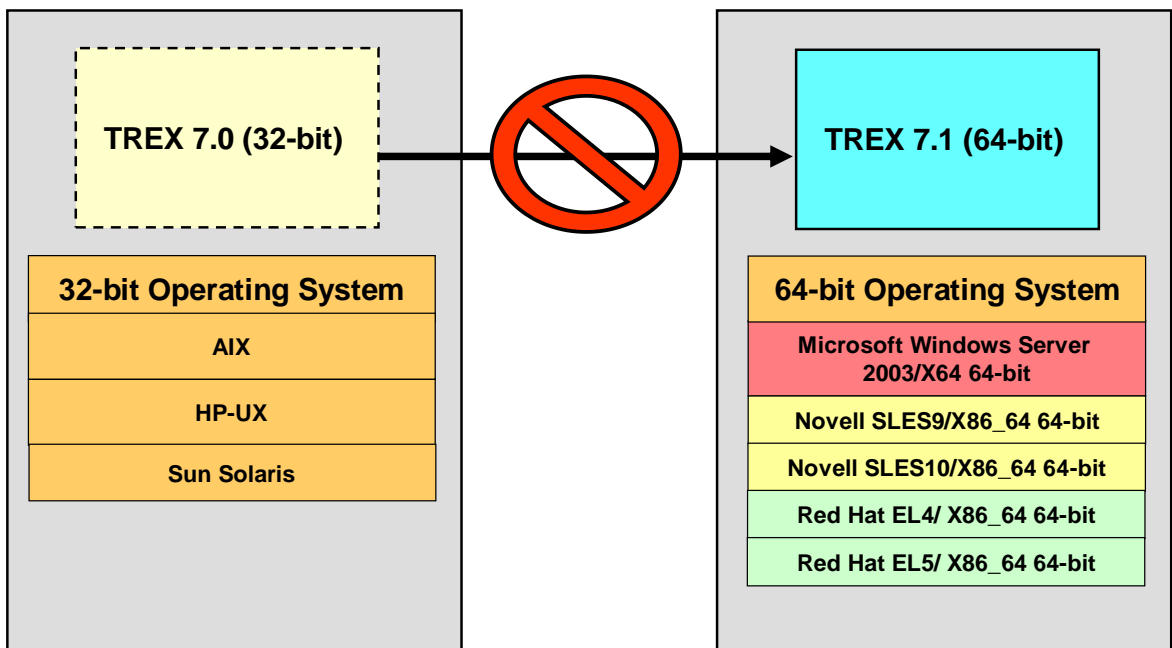 TREX 7.0 (32-bit)
32-bit Operating System
AIX
HP-UX
Sun Solaris
TREX 7.1 (64-bit)
64-bit Operating System
Microsoft Windows Server
2003/X64 64-bit
Novell SLES9/X86_64 64-bit
Novell SLES10/X86_64 64-bit
Red Hat EL4/ X86_64 64-bit
Red Hat EL5/ X86_64 64-bit